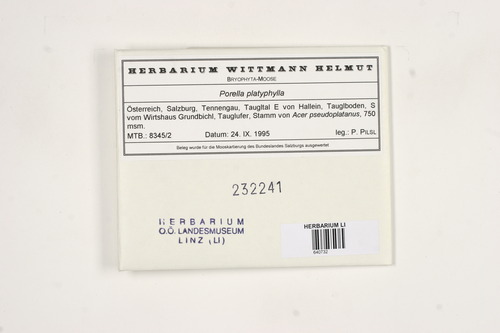 HERBARIUM WITTMANN HELMUT
BRYOPHYTA-MOOSE
Porella platyphylla
Österreich, Salzburg, Tennengau, Taugltal E von Hallein, Tauglboden, S
vom Wirtshaus Grundbichl, Tauglufer, Stamm von Acer pseudoplatanus, 750
msm.
MTB.: 8345/2 Datum: 24. IX. 1995 leg.: P. PILSL
Beleg wurde für die Mooskartierung des Bundeslandes Salzburgs ausgewertet
232241
HERBARIUM
O.Ö. LANDESMUSEUM
LINZ (LI)
HERBARIUM LI
640732